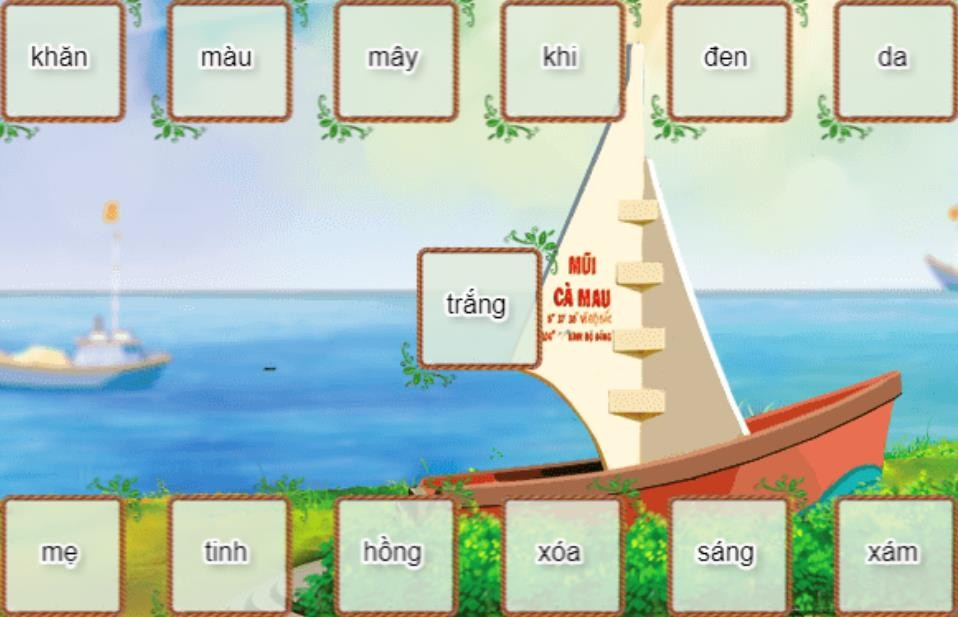 khăn
màu
mây
khi
đen
da
MŨI
CÀ MAU
trắng
mẹ
tinh
hồng
xóa
sáng
xám